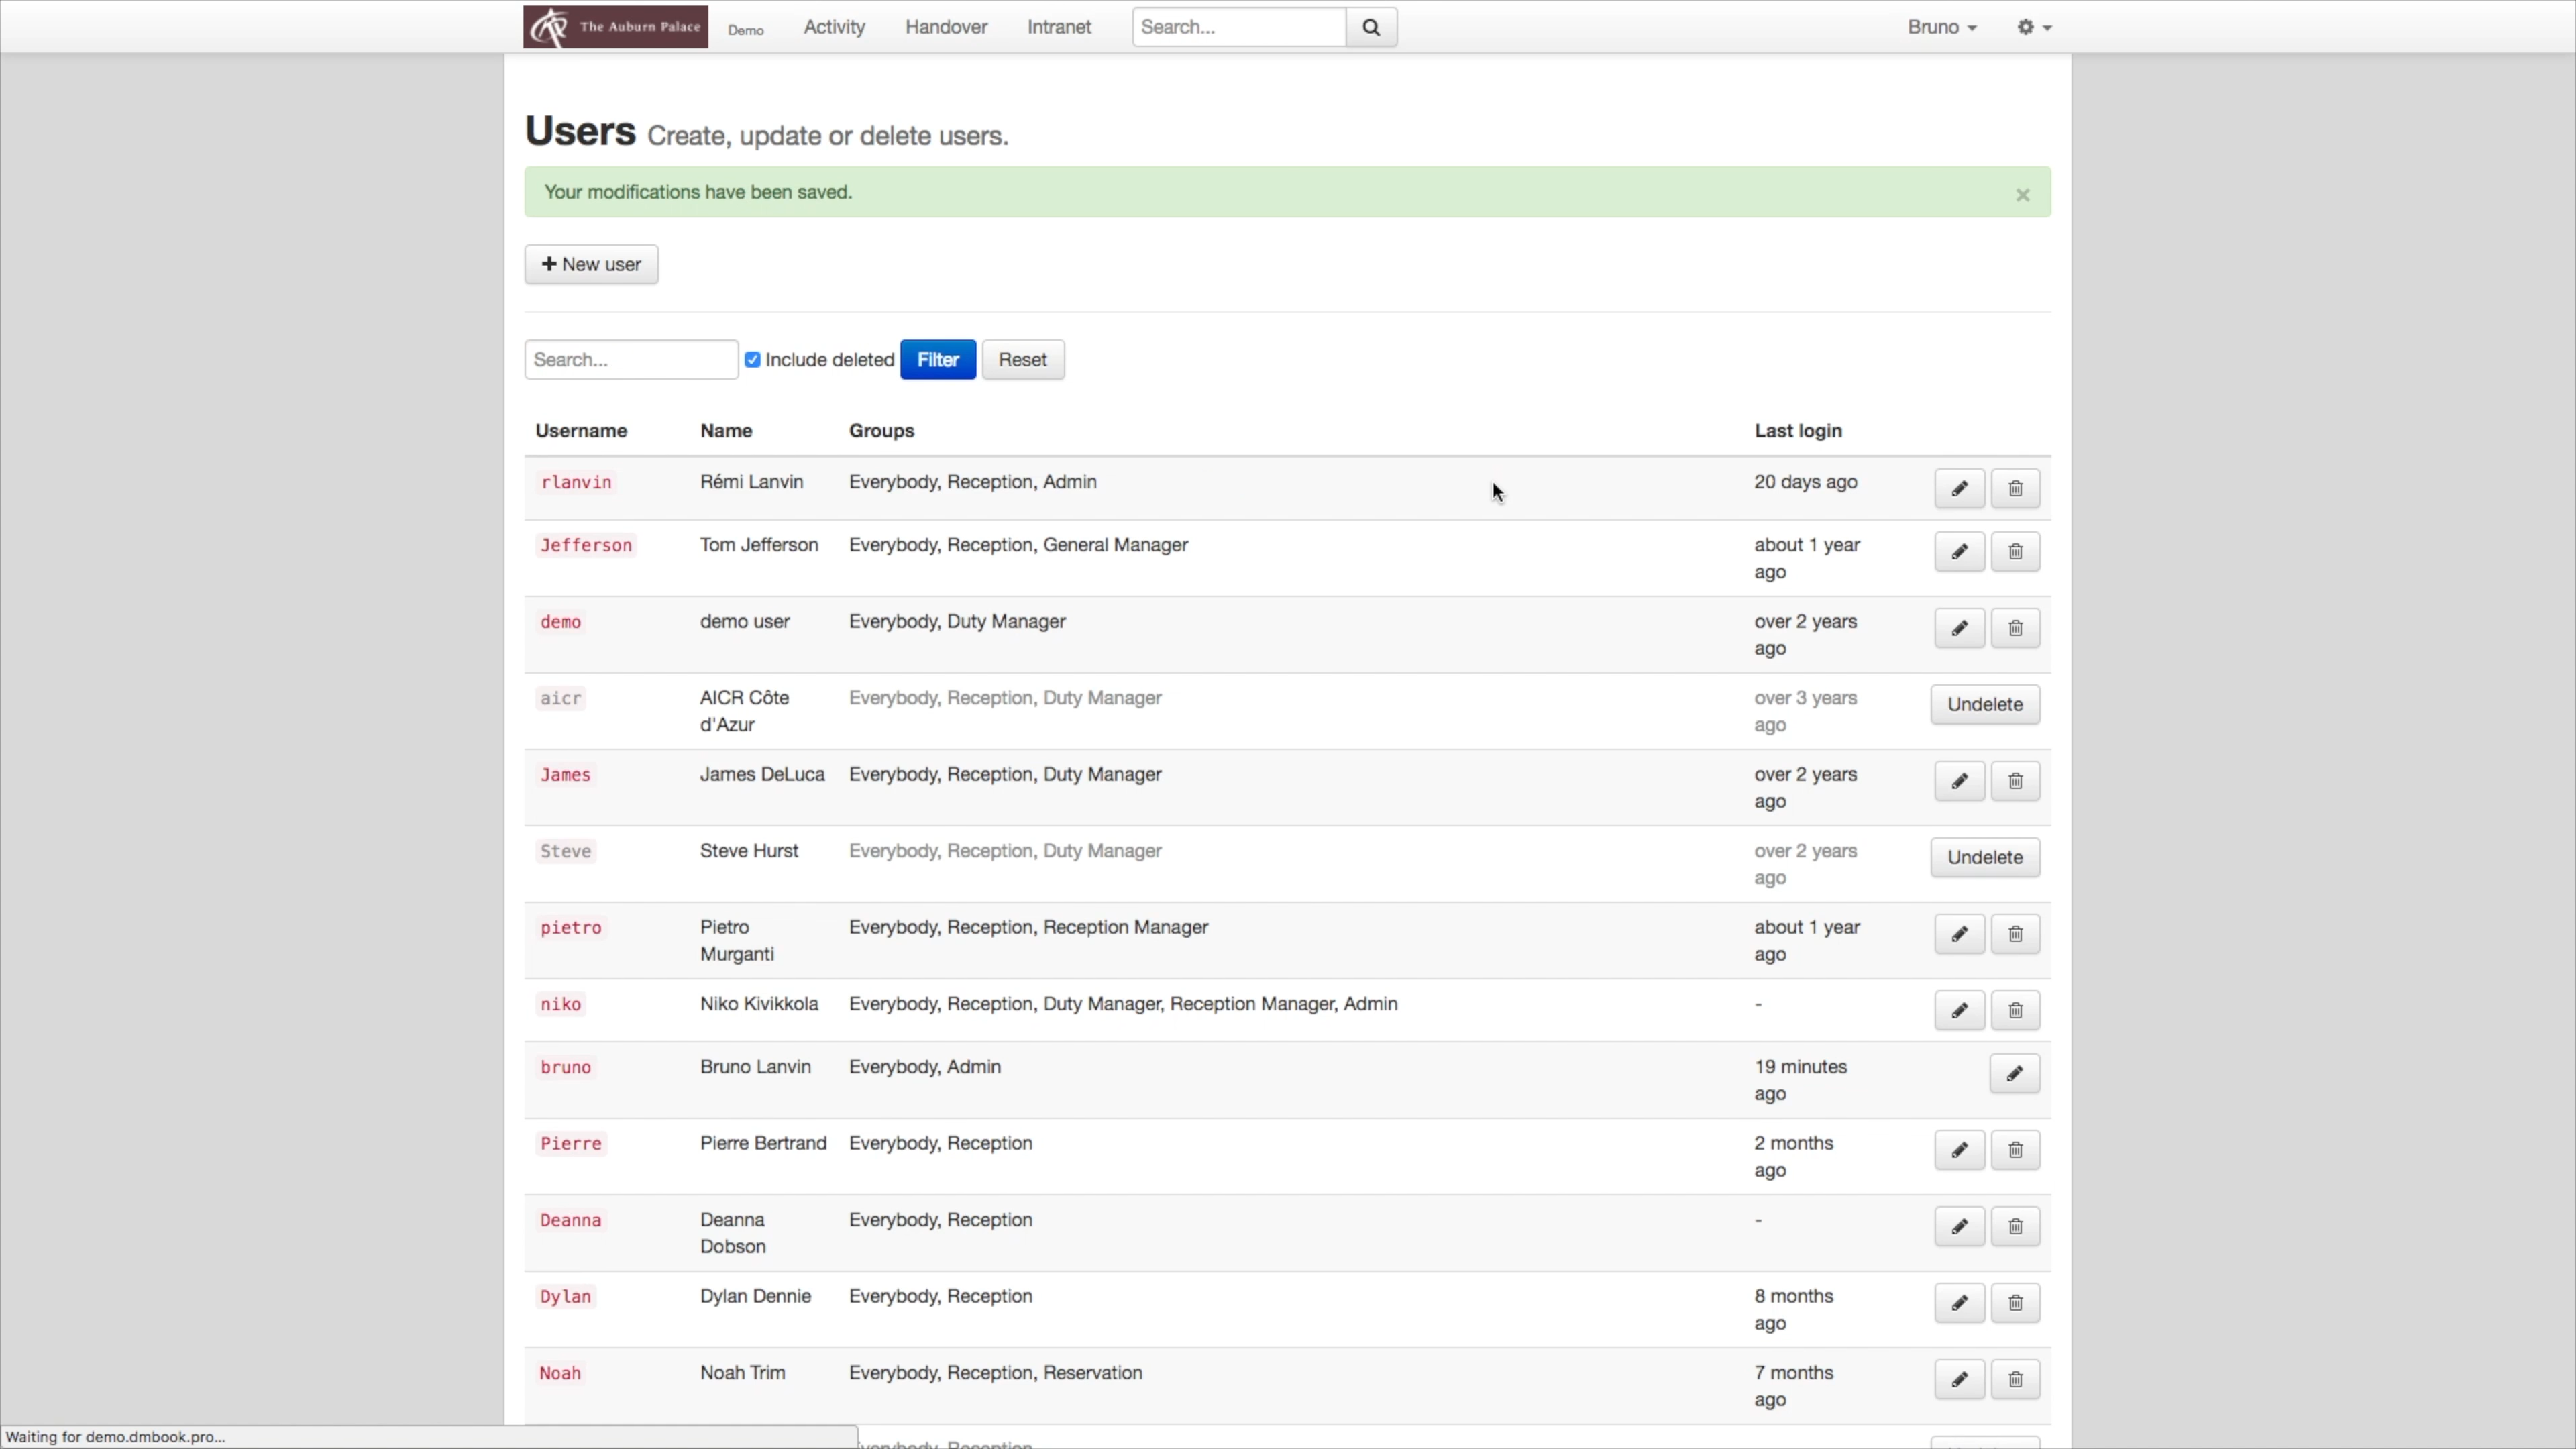 The Auburn Palace Demo Activity Handover Intranet Search... Bruno
Users Create, update or delete users.
Your modifications have been saved. ×
New user
Search... Include deleted Filter Reset
Username Name Groups Last login
rlanvin Rémi Lanvin Everybody, Reception, Admin 20 days ago
Jefferson Tom Jefferson Everybody, Reception, General Manager about 1 year
ago
demo demo user Everybody, Duty Manager over 2 years
ago
aicr AICR Côte Everybody, Reception, Duty Manager over 3 years Undelete
d'Azur ago
James James DeLuca Everybody, Reception, Duty Manager over 2 years
ago
Steve Steve Hurst Everybody, Reception, Duty Manager over 2 years Undelete
ago
pietro Pietro Everybody, Reception, Reception Manager about 1 year
Murganti ago
niko Niko Kivikkola Everybody, Reception, Duty Manager, Reception Manager, Admin -
bruno Bruno Lanvin Everybody, Admin 19 minutes
ago
Pierre Pierre Bertrand Everybody, Reception 2 months
ago
Deanna Deanna Everybody, Reception -
Dobson
Dylan Dylan Dennie Everybody, Reception 8 months
ago
Noah Noah Trim Everybody, Reception, Reservation 7 months
ago
Waiting for demo.dmbook.pro...